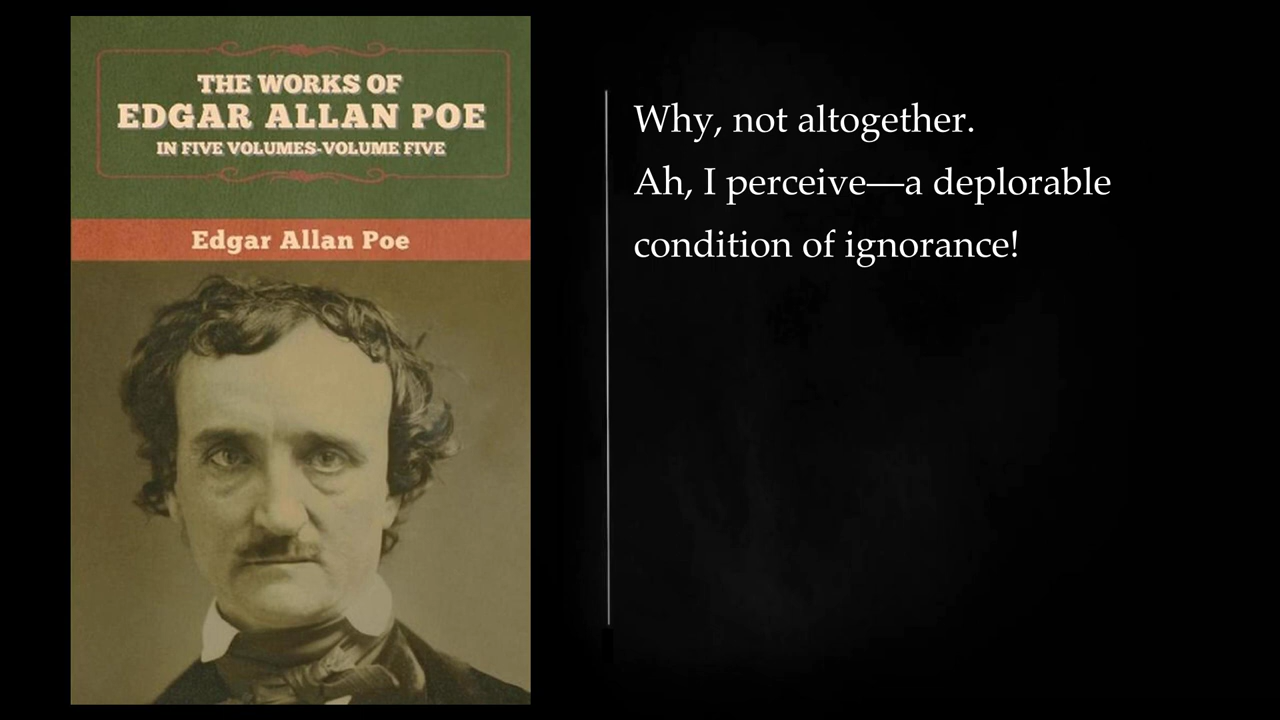 THE WORKS OF
EDGAR ALLAN POE
IN FIVE VOLUMES-VOLUME FIVE
Edgar Allan Poe
Why, not altogether.
Ah, I perceive—a deplorable
condition of ignorance!